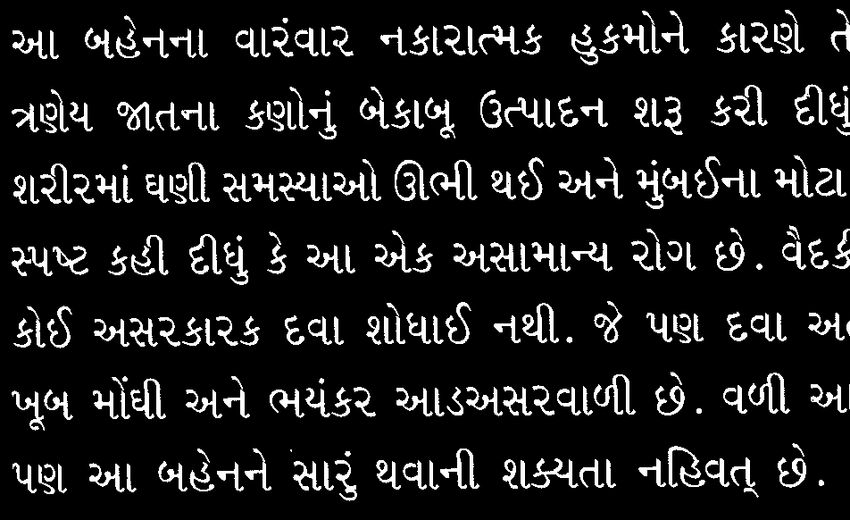 આ બહેનના વારંવાર નકારાત્મક હુકમોને કારણે
ત્રણેય જાતના કણોનું બેકાબૂ ઉત્પાદન શરૂ કરી દીધું
શરીરમાં ઘણી સમસ્યાઓ ઊભી થઈ અને મુંબઈના મોટા
સ્પષ્ટ કહી દીધું કે આ એક અસામાન્ય રોગ છે.
કોઈ અસરકારક દવા શોધાઈ નથી. જે પણ દવા
ખૂબ મોંઘી અને ભયંકર આડઅસરવાળી છે. વળી
પણ આ બહેનને સારું થવાની શક્યતા નહિવત્ છે.